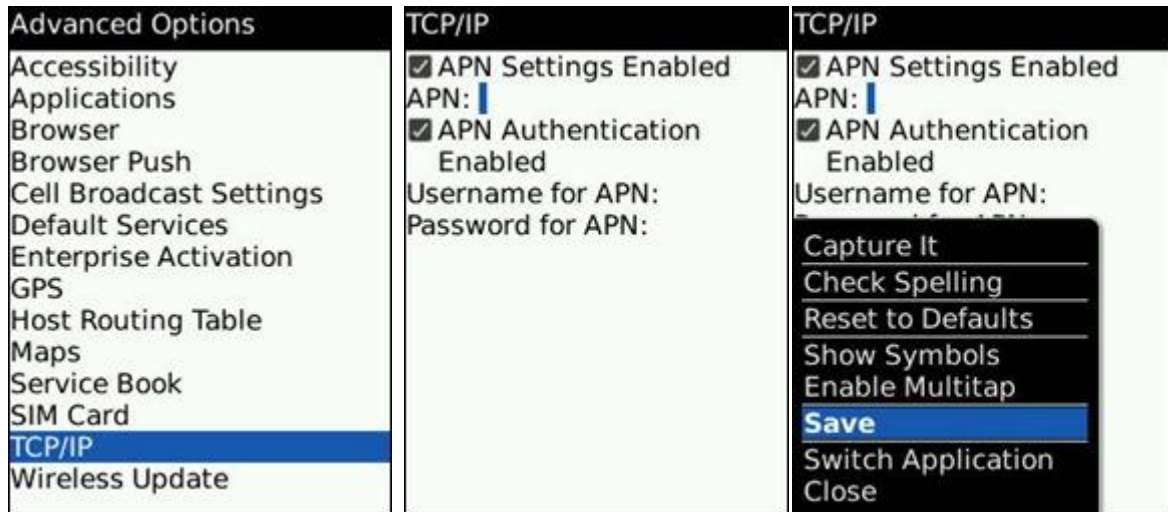 Advanced Options
Accessibility
Applications
Browser
Browser Push
Cell Broadcast Settings
Default Services
Enterprise Activation
GPS
Host Routing Table
Maps
Service Book
SIM Card
TCP/IP
Wireless Update
TCP/IP
APN Settings Enabled
APN:
APN Authentication
Enabled
Username for APN:
Password for APN:
TCP/IP
APN Settings Enabled
APN:
APN Authentication
Enabled
Username for APN:
Capture It
Check Spelling
Reset to Defaults
Show Symbols
Enable Multitap
Save
Switch Application
Close